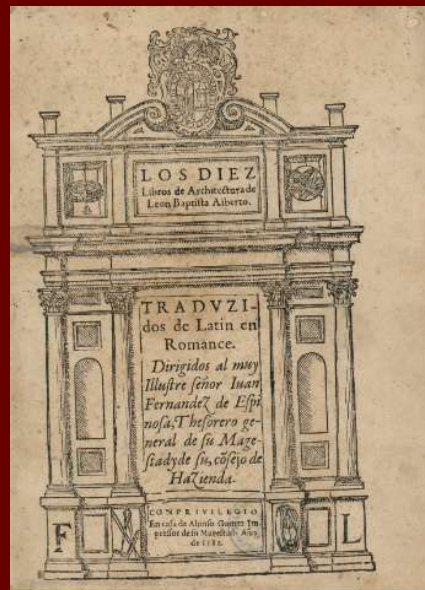 LOS DIEZ
Libros de Architectura de
Leon Baptista Alberto.
TRADVZI-
dos de Latin en
Romance.
Dirigidos al muy
Illustre señor Iuan
Fernandez de Espi
nosa, Thesorero ge-
neral de su Mage-
stad y de su, cõsejo de
Hazienda.
CON PRIVILEGIO
En casa de Alonso Gomez Im
pressor de su Magestad. Año
de 1582.
F
L